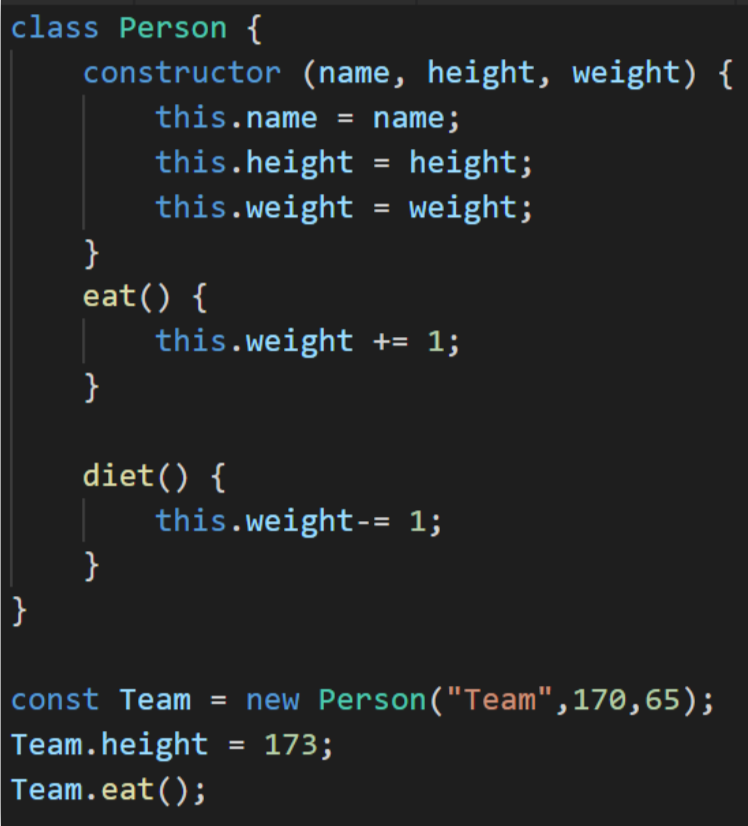 class Person {
    constructor (name, height, weight) {
        this.name = name;
        this.height = height;
        this.weight = weight;
    }
    eat() {
        this.weight += 1;
    }

    diet() {
        this.weight-= 1;
    }
}

const Team = new Person("Team",170,65);
Team.height = 173;
Team.eat();